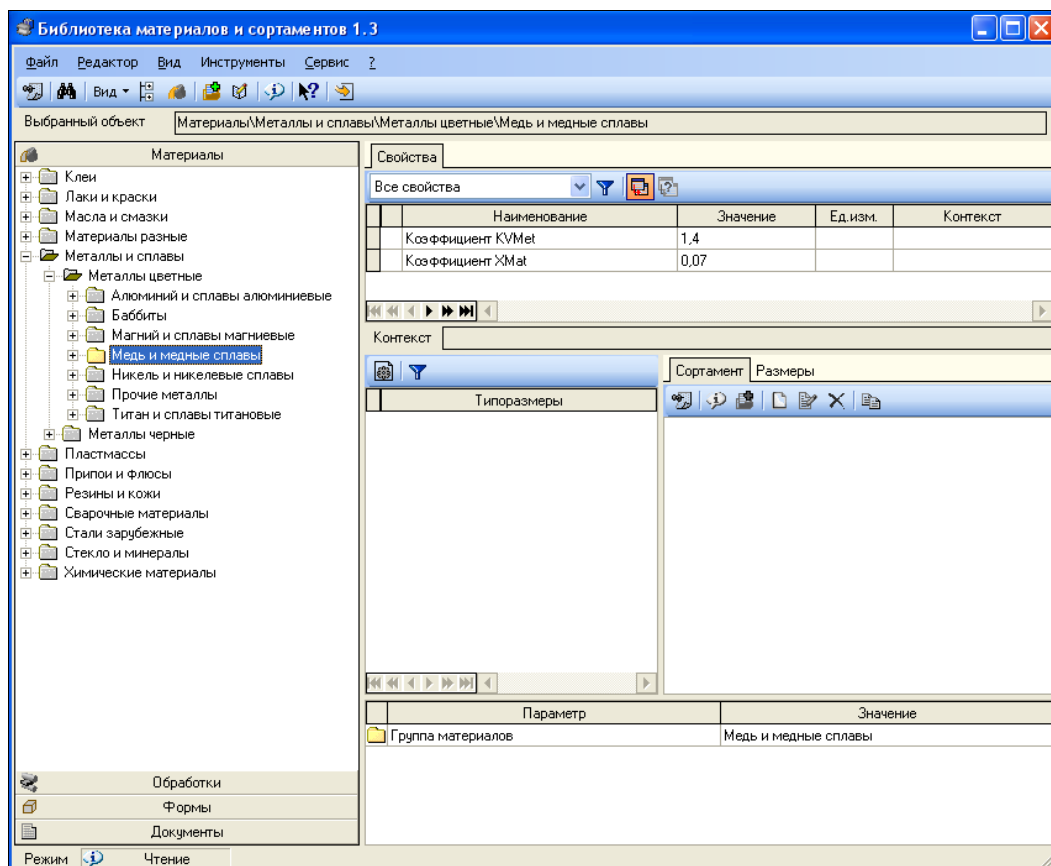 Библиотека материалов и сортаментов 1.3
Файл Редактор Вид Инструменты Сервис ?
Вид
Выбранный объект Материалы\Металлы и сплавы\Металлы цветные\Медь и медные сплавы
Материалы
Клеи
Лаки и краски
Масла и смазки
Материалы разные
Металлы и сплавы
Металлы цветные
Алюминий и сплавы алюминиевые
Баббиты
Магний и сплавы магниевые
Медь и медные сплавы
Никель и никелевые сплавы
Прочие металлы
Титан и сплавы титановые
Металлы черные
Пластмассы
Припои и флюсы
Резины и кожи
Сварочные материалы
Стали зарубежные
Стекло и минералы
Химические материалы
Обработки
Формы
Документы
Свойства
Все свойства
Наименование Значение Ед.изм. Контекст
Коэффициент KVMet 1,4
Коэффициент XMat 0,07
Контекст
Типоразмеры
Сортамент Размеры
Параметр Значение
Группа материалов Медь и медные сплавы
Режим Чтение